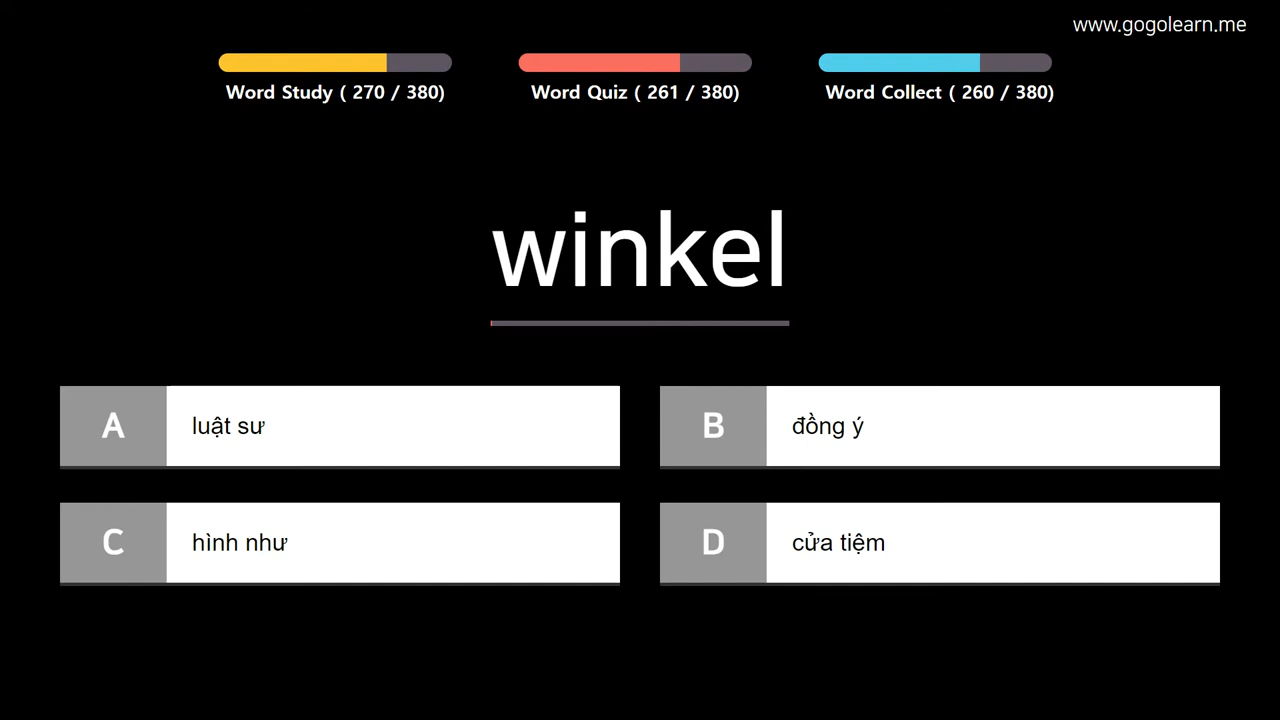 www.gogolearn.me
Word Study ( 270 / 380)
Word Quiz ( 261 / 380)
Word Collect ( 260 / 380)
winkel
A
luật sư
B
đồng ý
C
hình như
D
cửa tiệm